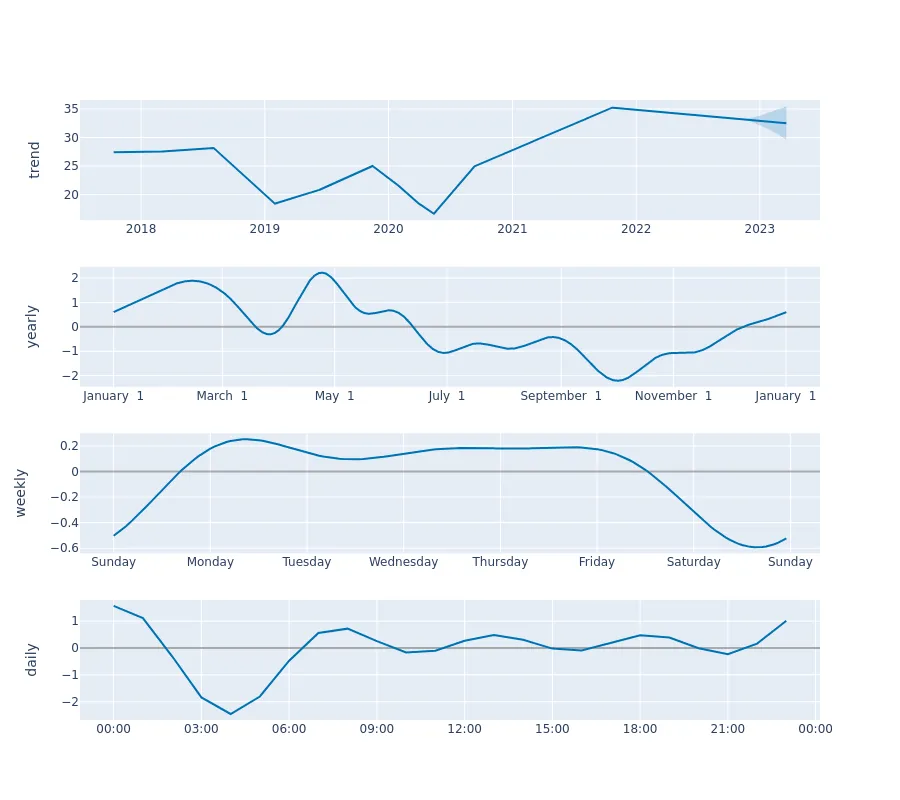 trend
35
30
25
20
2018 2019 2020 2021 2022 2023
yearly
2
1
0
−1
−2
January 1 March 1 May 1 July 1 September 1 November 1 January 1
weekly
0.2
0
−0.2
−0.4
−0.6
Sunday Monday Tuesday Wednesday Thursday Friday Saturday Sunday
daily
1
0
−1
−2
00:00 03:00 06:00 09:00 12:00 15:00 18:00 21:00 00:00